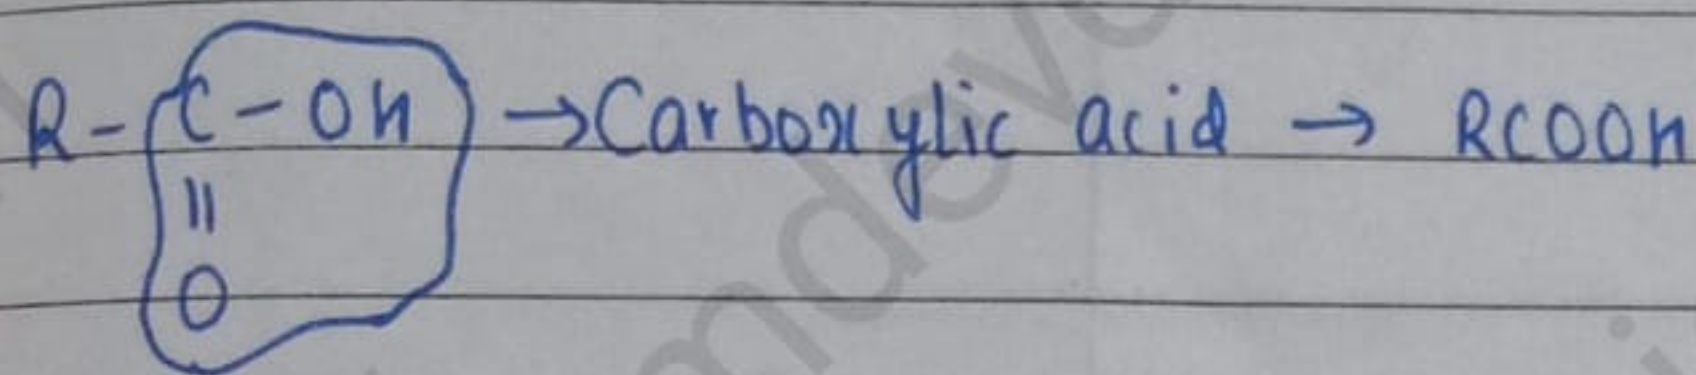 R-C-OH → Carboxylic acid → RCOOH
||
O